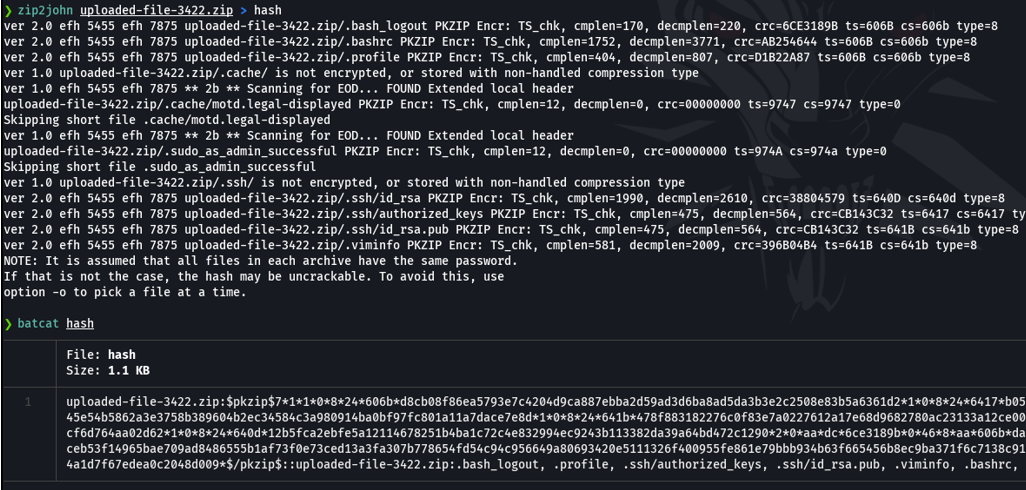 ❯ zip2john uploaded-file-3422.zip > hash
ver 2.0 efh 5455 efh 7875 uploaded-file-3422.zip/.bash_logout PKZIP Encr: TS_chk, cmplen=170, decmplen=220, crc=6CE3189B ts=606B cs=606b type=8
ver 2.0 efh 5455 efh 7875 uploaded-file-3422.zip/.bashrc PKZIP Encr: TS_chk, cmplen=1752, decmplen=3771, crc=AB254644 ts=606B cs=606b type=8
ver 2.0 efh 5455 efh 7875 uploaded-file-3422.zip/.profile PKZIP Encr: TS_chk, cmplen=404, decmplen=807, crc=D1B22A87 ts=606B cs=606b type=8
ver 1.0 uploaded-file-3422.zip/.cache/ is not encrypted, or stored with non-handled compression type
ver 1.0 efh 5455 efh 7875 ** 2b ** Scanning for EOD... FOUND Extended local header
uploaded-file-3422.zip/.cache/motd.legal-displayed PKZIP Encr: TS_chk, cmplen=12, decmplen=0, crc=00000000 ts=9747 cs=9747 type=0
Skipping short file .cache/motd.legal-displayed
ver 1.0 efh 5455 efh 7875 ** 2b ** Scanning for EOD... FOUND Extended local header
uploaded-file-3422.zip/.sudo_as_admin_successful PKZIP Encr: TS_chk, cmplen=12, decmplen=0, crc=00000000 ts=974A cs=974a type=0
Skipping short file .sudo_as_admin_successful
ver 1.0 uploaded-file-3422.zip/.ssh/ is not encrypted, or stored with non-handled compression type
ver 2.0 efh 5455 efh 7875 uploaded-file-3422.zip/.ssh/id_rsa PKZIP Encr: TS_chk, cmplen=1990, decmplen=2610, crc=38804579 ts=640D cs=640d type=8
ver 2.0 efh 5455 efh 7875 uploaded-file-3422.zip/.ssh/authorized_keys PKZIP Encr: TS_chk, cmplen=475, decmplen=564, crc=CB143C32 ts=6417 cs=6417 ty
ver 2.0 efh 5455 efh 7875 uploaded-file-3422.zip/.ssh/id_rsa.pub PKZIP Encr: TS_chk, cmplen=475, decmplen=564, crc=CB143C32 ts=641B cs=641b type=8
ver 2.0 efh 5455 efh 7875 uploaded-file-3422.zip/.viminfo PKZIP Encr: TS_chk, cmplen=581, decmplen=2009, crc=396B04B4 ts=641B cs=641b type=8
NOTE: It is assumed that all files in each archive have the same password.
If that is not the case, the hash may be uncrackable. To avoid this, use
option -o to pick a file at a time.
❯ batcat hash
File: hash
Size: 1.1 KB
1 uploaded-file-3422.zip:$pkzip$7*1*1*0*8*24*606b*d8cb08f86ea5793e7c4204d9ca887ebba2d59ad3d6ba8ad5da3b3e2c2508e83b5a6361d2*1*0*8*24*6417*b05
45e54b5862a3e3758b389604b2ec34584c3a980914ba0bf97fc801a11a7dace7e8d*1*0*8*24*641b*478f883182276c0f83e7a0227612a17e68d9682780ac23133a12ce00
cf6d764aa02d62*1*0*8*24*640d*12b5fca2ebfe5a12114678251b4ba1c72c4e832994ec9243b113382da39a64bd472c1290*2*0*aa*dc*6ce3189b*0*46*8*aa*606b*da
ceb53f14965bae709ad8486555b1af73f0e73ced13a3fa307b778654fd54c94c956649a80693420e5111326f400955fe861e79bbb934b63f665456b8ec9ba371f6c7138c91
4a1d7f67edea0c2048d009*$/pkzip$::uploaded-file-3422.zip:.bash_logout, .profile, .ssh/authorized_keys, .ssh/id_rsa.pub, .viminfo, .bashrc,